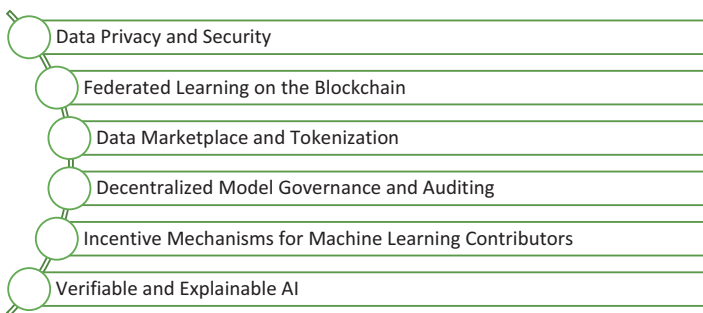 Data Privacy and Security
Federated Learning on the Blockchain
Data Marketplace and Tokenization
Decentralized Model Governance and Auditing
Incentive Mechanisms for Machine Learning Contributors
Verifiable and Explainable AI